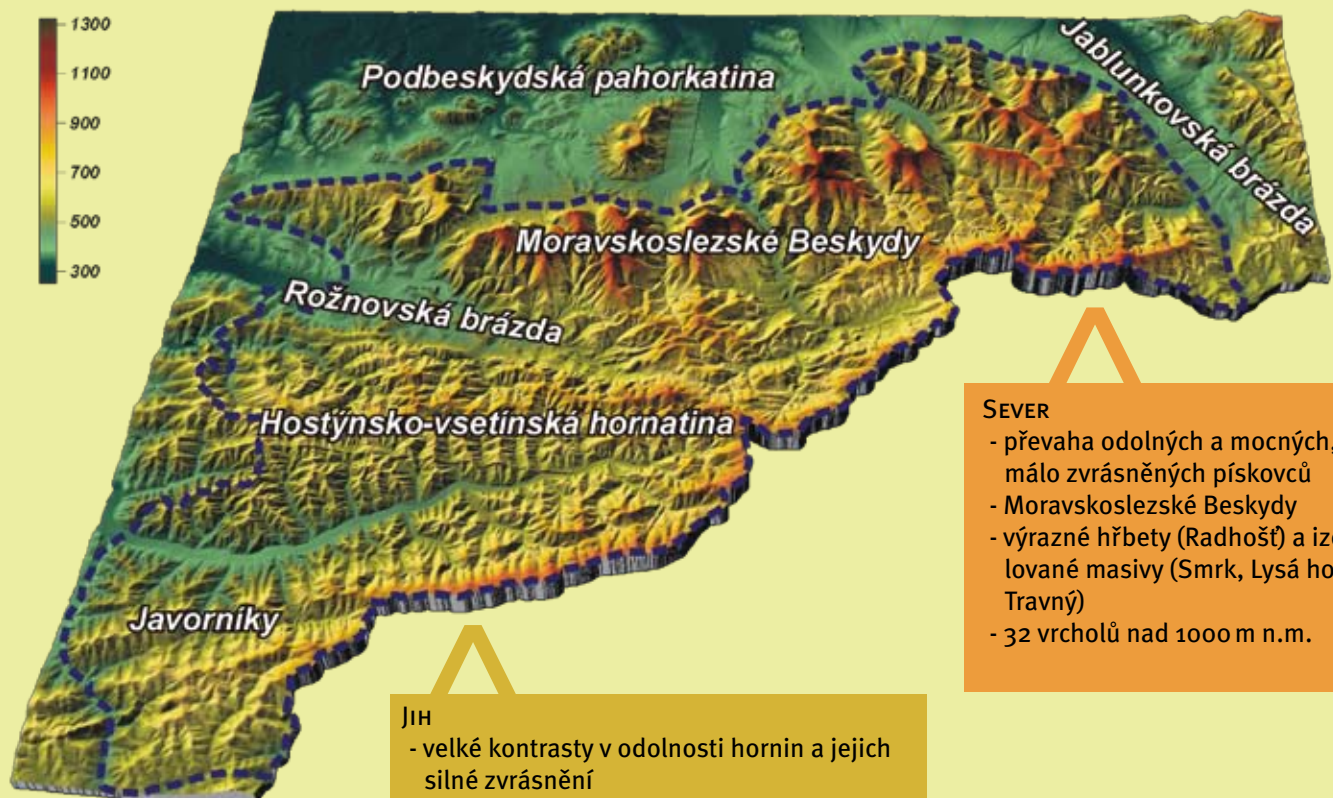 1300
1100
900
700
500
300
Podbeskydská pahorkatina
Jablunkovská brázda
Moravskoslezské Beskydy
Rožnovská brázda
Hostýnsko-vsetínská hornatina
Javorníky
SEVER
- převaha odolných a mocných,
málo zvrásněných pískovců
- Moravskoslezské Beskydy
- výrazné hřbety (Radhošť) a
lované masivy (Smrk, Lysá
Travný)
- 32 vrcholů nad 1000 m n.m.
JIH
- velké kontrasty v odolnosti hornin a jejich
silné zvrásnění